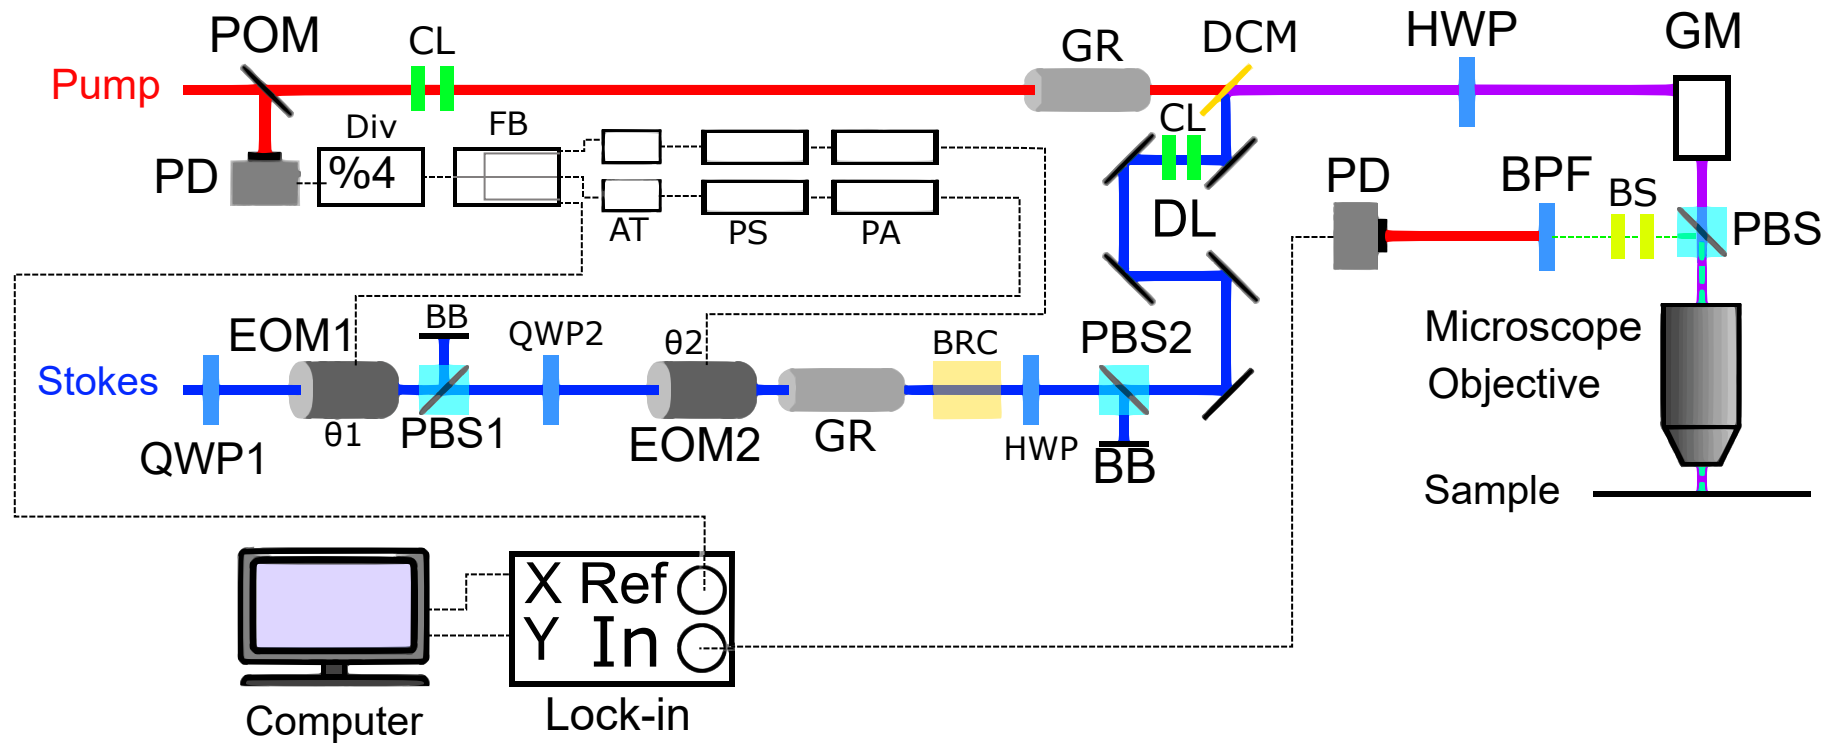 POM
CL
GR
DCM
HWP
GM
Pump
Div
FB
CL
PD
%4
PD
BPF
BS
PBS
AT
PS
PA
DL
EOM1
BB
QWP2
θ2
BRC
PBS2
Microscope
Objective
Stokes
θ1
PBS1
QWP1
EOM2
GR
HWP
BB
Sample
X
Ref
Y
In
Computer
Lock-in